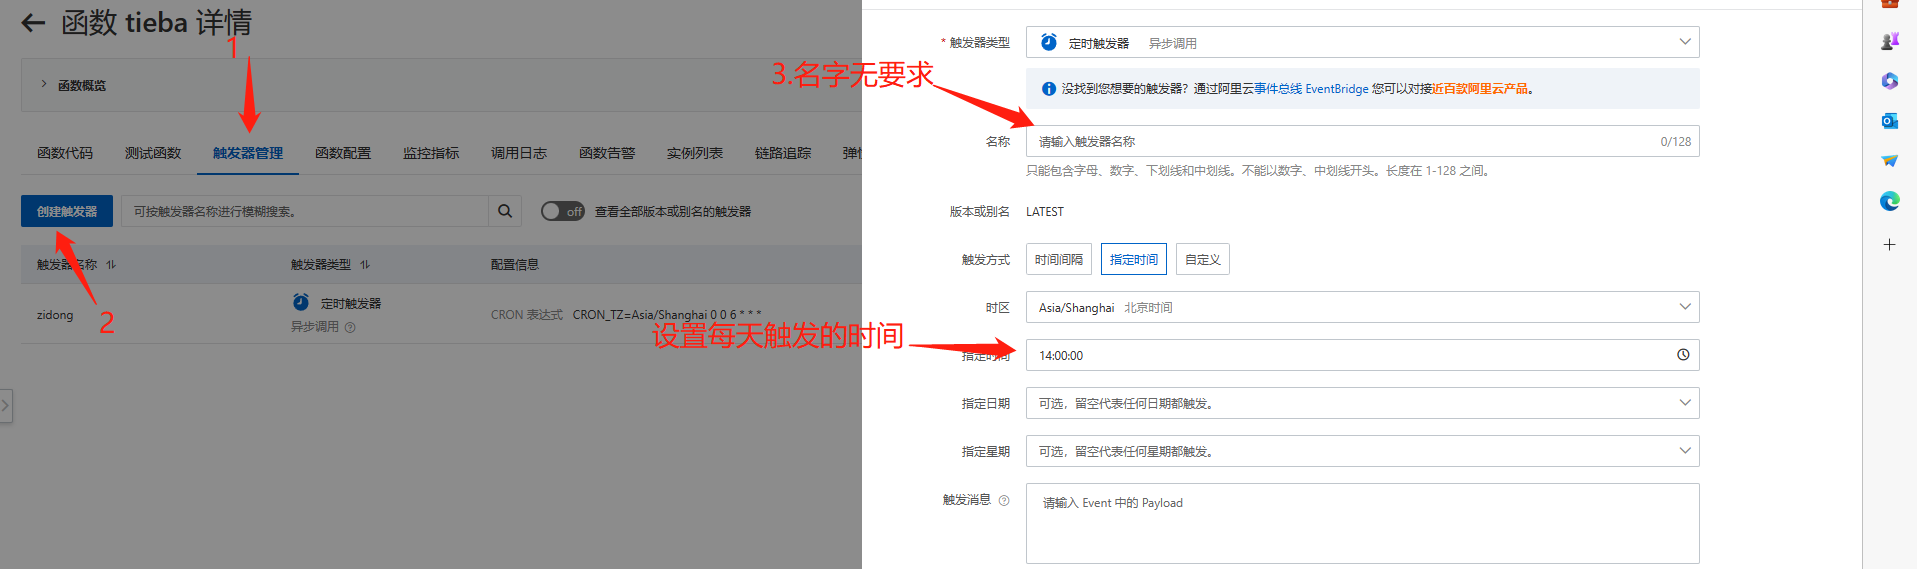 函数 tieba 详情
1
函数概览
函数代码 测试函数 触发器管理 函数配置 监控指标 调用日志 函数告警 实例列表 链路追踪
创建触发器 可按触发器名称进行模糊搜索。 off 查看全部版本或别名的触发器
触发器名称 触发器类型 配置信息
zidong 定时触发器 CRON 表达式 CRON_TZ=Asia/Shanghai 0 0 6 * * *
异步调用
2
* 触发器类型 定时触发器 异步调用
3.名字无要求
没找到您想要的触发器？通过阿里云事件总线 EventBridge 您可以对接近百款阿里云产品。
名称 请输入触发器名称 0/128
只能包含字母、数字、下划线和中划线。不能以数字、中划线开头。长度在 1-128 之间。
版本或别名 LATEST
触发方式 时间间隔 指定时间 自定义
时区 Asia/Shanghai 北京时间
设置每天触发的时间
指定时间 14:00:00
指定日期 可选，留空代表任何日期都触发。
指定星期 可选，留空代表任何星期都触发。
触发消息 请输入 Event 中的 Payload